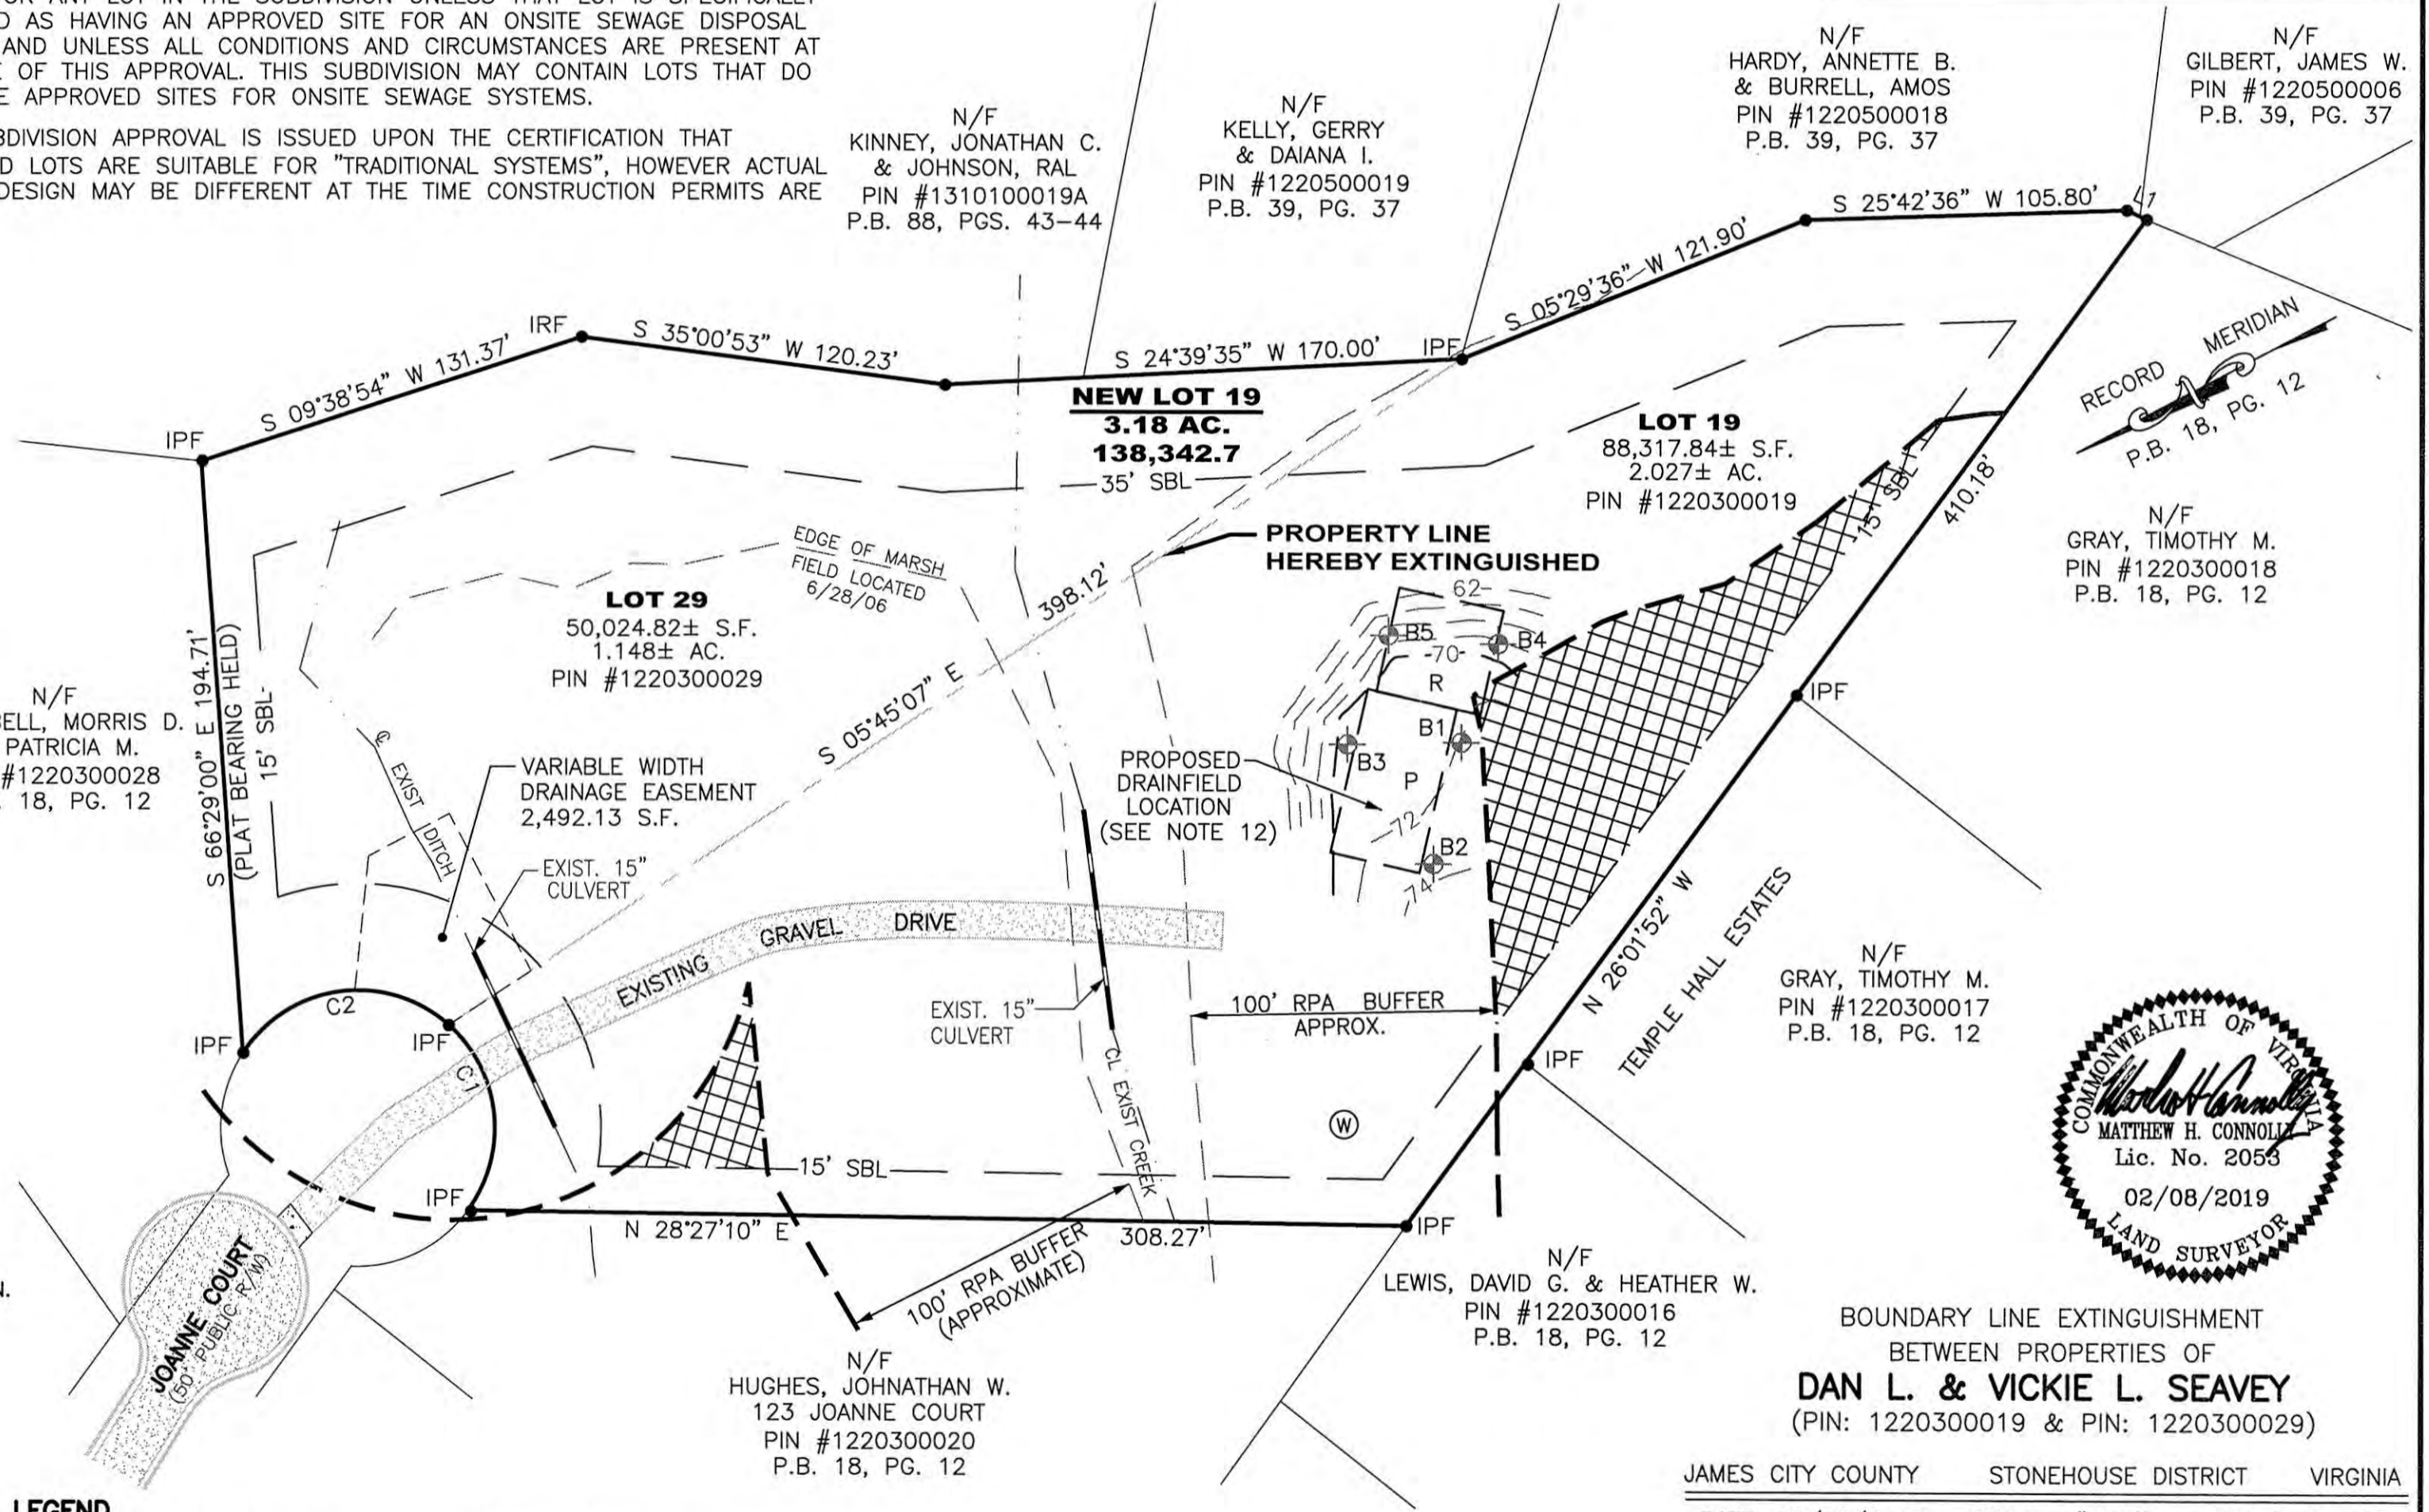 OR ANY LOT IN THE SUBDIVISION UNLESS THAT LOT IS SPECIFICALLY
D AS HAVING AN APPROVED SITE FOR AN ONSITE SEWAGE DISPOSAL
AND UNLESS ALL CONDITIONS AND CIRCUMSTANCES ARE PRESENT AT
E OF THIS APPROVAL. THIS SUBDIVISION MAY CONTAIN LOTS THAT DO
E APPROVED SITES FOR ONSITE SEWAGE SYSTEMS.
BDIVISION APPROVAL IS ISSUED UPON THE CERTIFICATION THAT
D LOTS ARE SUITABLE FOR "TRADITIONAL SYSTEMS", HOWEVER ACTUAL
DESIGN MAY BE DIFFERENT AT THE TIME CONSTRUCTION PERMITS ARE
N/F
KINNEY, JONATHAN C.
& JOHNSON, RAL
PIN #1310100019A
P.B. 88, PGS. 43-44
N/F
KELLY, GERRY
& DAIANA I.
PIN #1220500019
P.B. 39, PG. 37
N/F
HARDY, ANNETTE B.
& BURRELL, AMOS
PIN #1220500018
P.B. 39, PG. 37
N/F
GILBERT, JAMES W.
PIN #1220500006
P.B. 39, PG. 37
S 09°38'54" W 131.37'
IRF
S 35°00'53" W 120.23'
S 24°39'35" W 170.00'
IPF
S 05°29'36" W 121.90'
S 25°42'36" W 105.80'
L1
IPF
NEW LOT 19
3.18 AC.
138,342.7
35' SBL
LOT 19
88,317.84± S.F.
2.027± AC.
PIN #1220300019
15' SBL
410.18'
RECORD MERIDIAN
N
P.B. 18, PG. 12
N/F
GRAY, TIMOTHY M.
PIN #1220300018
P.B. 18, PG. 12
PROPERTY LINE
HEREBY EXTINGUISHED
EDGE OF MARSH
FIELD LOCATED
6/28/06
LOT 29
50,024.82± S.F.
1.148± AC.
PIN #1220300029
398.12'
S 05°45'07" E
S 66°29'00" E 194.71'
(PLAT BEARING HELD)
15' SBL
N/F
BELL, MORRIS D.
PATRICIA M.
#1220300028
18, PG. 12
62
B5
B4
70
R
B1
B3
P
72
B2
74
PROPOSED
DRAINFIELD
LOCATION
(SEE NOTE 12)
IPF
VARIABLE WIDTH
DRAINAGE EASEMENT
2,492.13 S.F.
℄ EXIST DITCH
EXIST. 15"
CULVERT
EXISTING GRAVEL DRIVE
EXIST. 15"
CULVERT
100' RPA BUFFER
APPROX.
N 26°01'52" W
TEMPLE HALL ESTATES
N/F
GRAY, TIMOTHY M.
PIN #1220300017
P.B. 18, PG. 12
C2
IPF
IPF
C1
IPF
CL EXIST CREEK
W
IPF
15' SBL
N 28°27'10" E
308.27'
IPF
100' RPA BUFFER
(APPROXIMATE)
JOANNE COURT
(50' PUBLIC R/W)
N.
N/F
HUGHES, JOHNATHAN W.
123 JOANNE COURT
PIN #1220300020
P.B. 18, PG. 12
N/F
LEWIS, DAVID G. & HEATHER W.
PIN #1220300016
P.B. 18, PG. 12
COMMONWEALTH OF VIRGINIA
MATTHEW H. CONNOLLY
Lic. No. 2053
02/08/2019
LAND SURVEYOR
BOUNDARY LINE EXTINGUISHMENT
BETWEEN PROPERTIES OF
DAN L. & VICKIE L. SEAVEY
(PIN: 1220300019 & PIN: 1220300029)
JAMES CITY COUNTY STONEHOUSE DISTRICT VIRGINIA
LEGEND